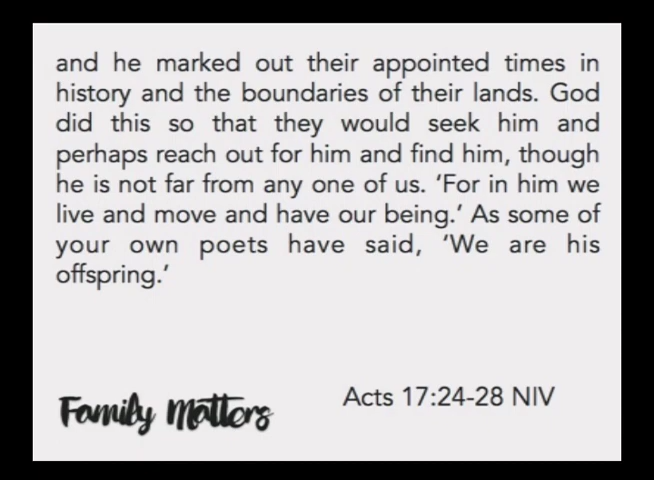 and he marked out their appointed times in
history and the boundaries of their lands. God
did this so that they would seek him and
perhaps reach out for him and find him, though
he is not far from any one of us. ‘For in him we
live and move and have our being.’ As some of
your own poets have said, ‘We are his
offspring.’
Family Matters
Acts 17:24-28 NIV